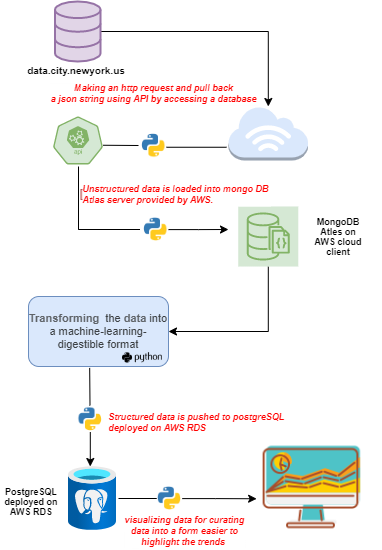 data.city.newyork.us
Making an http request and pull back
a json string using API by accessing a database
api
[Unstructured data is loaded into mongo DB
Atlas server provided by AWS.
MongoDB
Atles on
AWS cloud
client
Transforming the data into
a machine-learning-
digestible format
python
Structured data is pushed to postgreSQL
deployed on AWS RDS
PostgreSQL
deployed on
AWS RDS
visualizing data for curating
data into a form easier to
highlight the trends